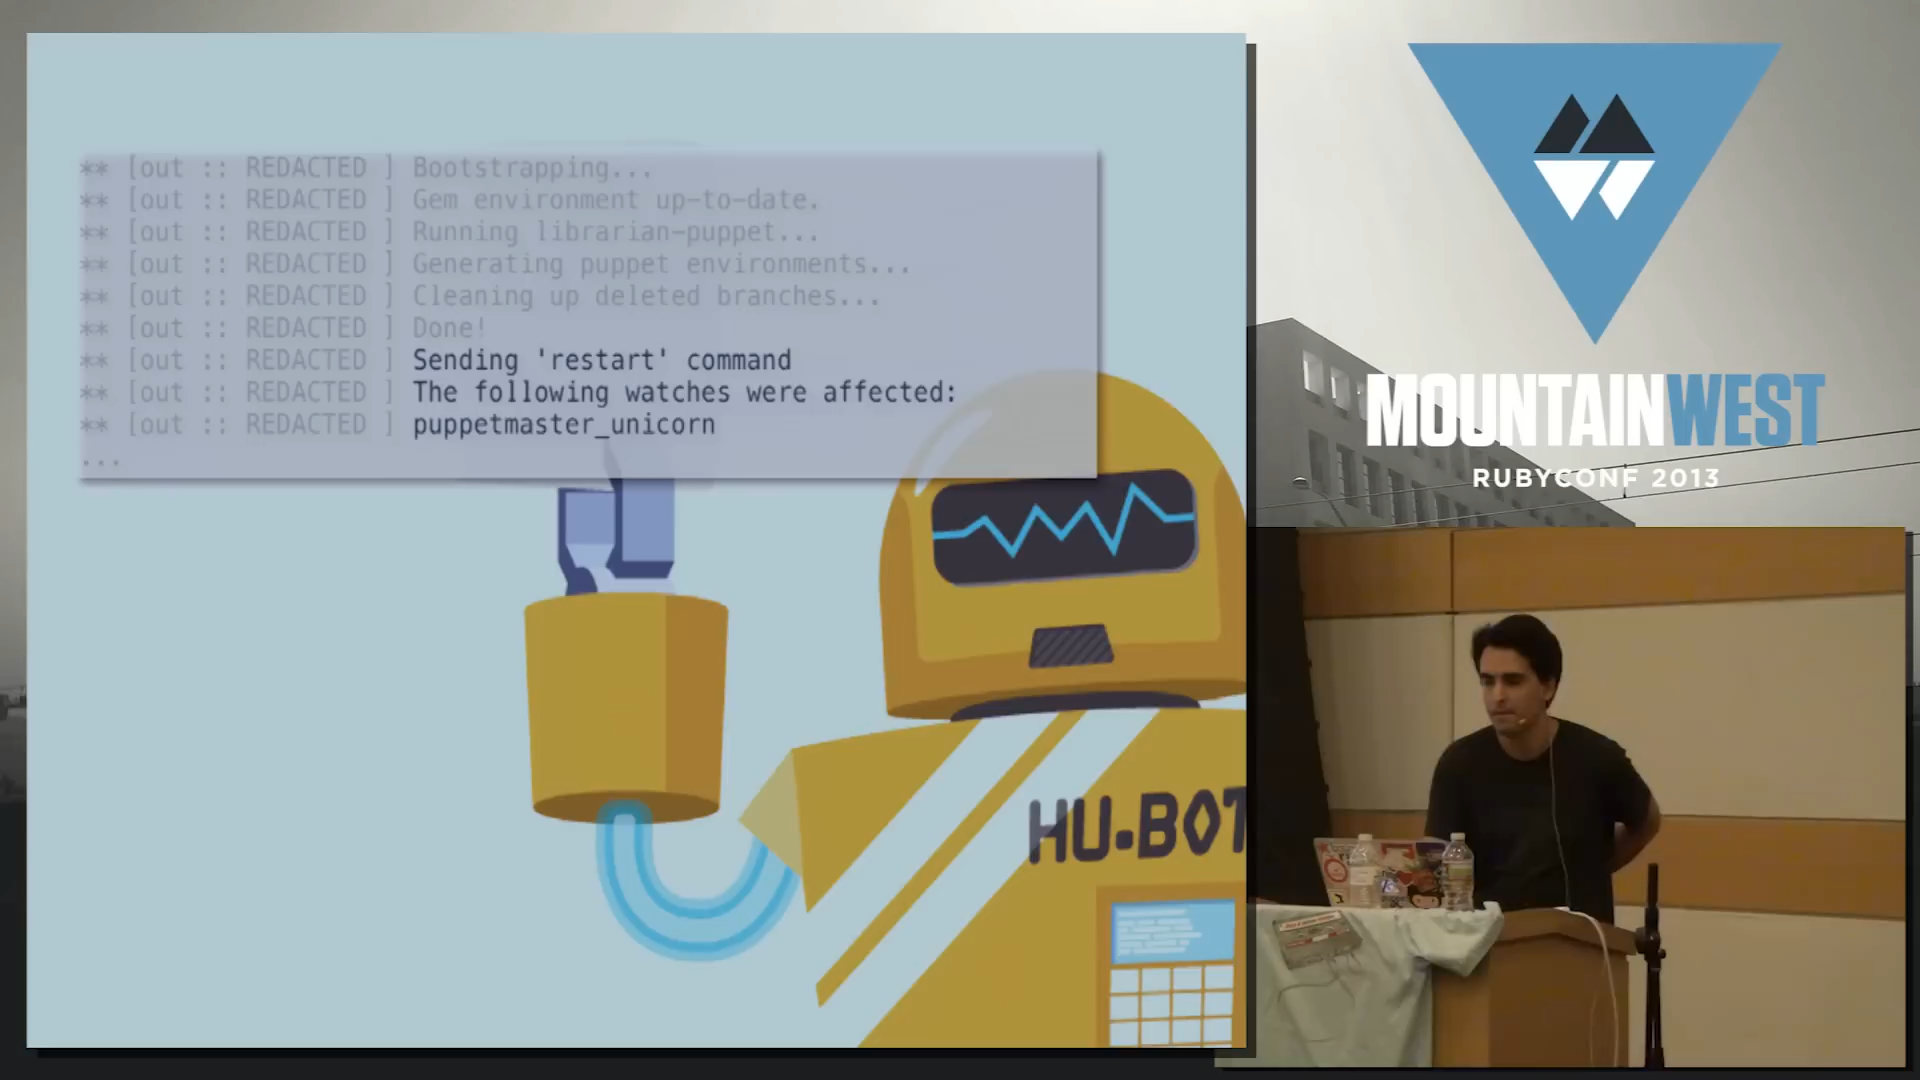 ** [out :: REDACTED ] Bootstrapping...
** [out :: REDACTED ] Gem environment up-to-date.
** [out :: REDACTED ] Running librarian-puppet...
** [out :: REDACTED ] Generating puppet environments...
** [out :: REDACTED ] Cleaning up deleted branches...
** [out :: REDACTED ] Done!
** [out :: REDACTED ] Sending 'restart' command
** [out :: REDACTED ] The following watches were affected:
** [out :: REDACTED ] puppetmaster_unicorn
...
HU•BOT
MOUNTAINWEST
RUBYCONF 2013